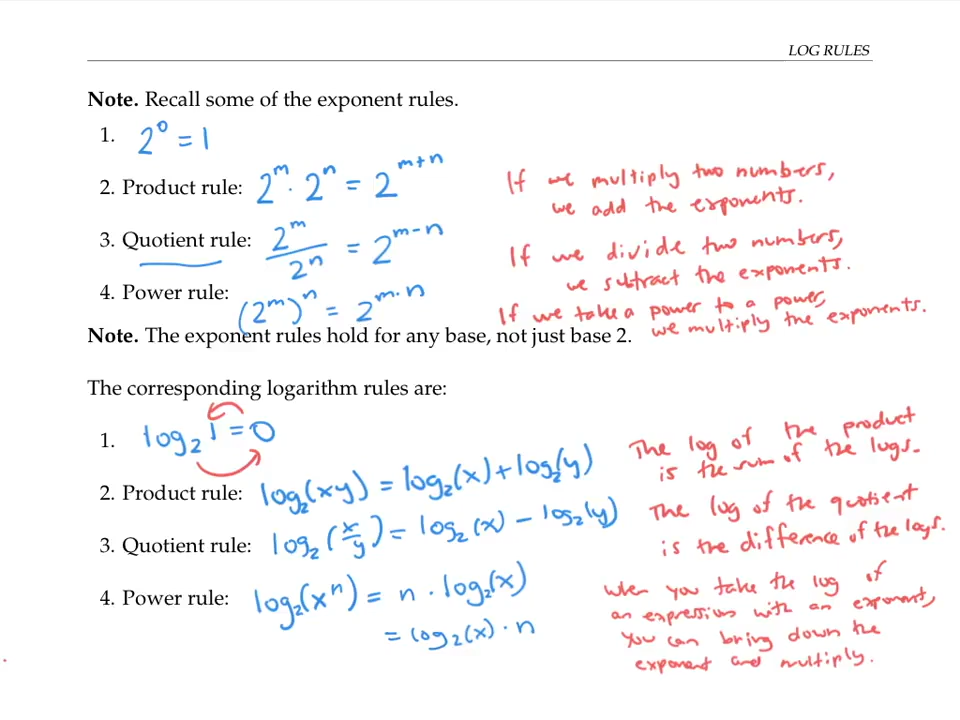 LOG RULES
Note. Recall some of the exponent rules.
1. 2^0 = 1
2. Product rule: 2^m · 2^n = 2^(m+n)
If we multiply two numbers,
we add the exponents.
3. Quotient rule: 2^m / 2^n = 2^(m-n)
If we divide two numbers,
we subtract the exponents.
4. Power rule: (2^m)^n = 2^(m·n)
If we take a power to a power,
we multiply the exponents.
Note. The exponent rules hold for any base, not just base 2.
The corresponding logarithm rules are:
1. log₂ 1 = 0
2. Product rule: log₂(xy) = log₂(x) + log₂(y)
The log of the product
is the sum of the logs.
3. Quotient rule: log₂(x/y) = log₂(x) − log₂(y)
The log of the quotient
is the difference of the logs.
4. Power rule: log₂(x^n) = n · log₂(x)
= log₂(x) · n
When you take the log of
an expression with an exponent,
you can bring down the
exponent and multiply.